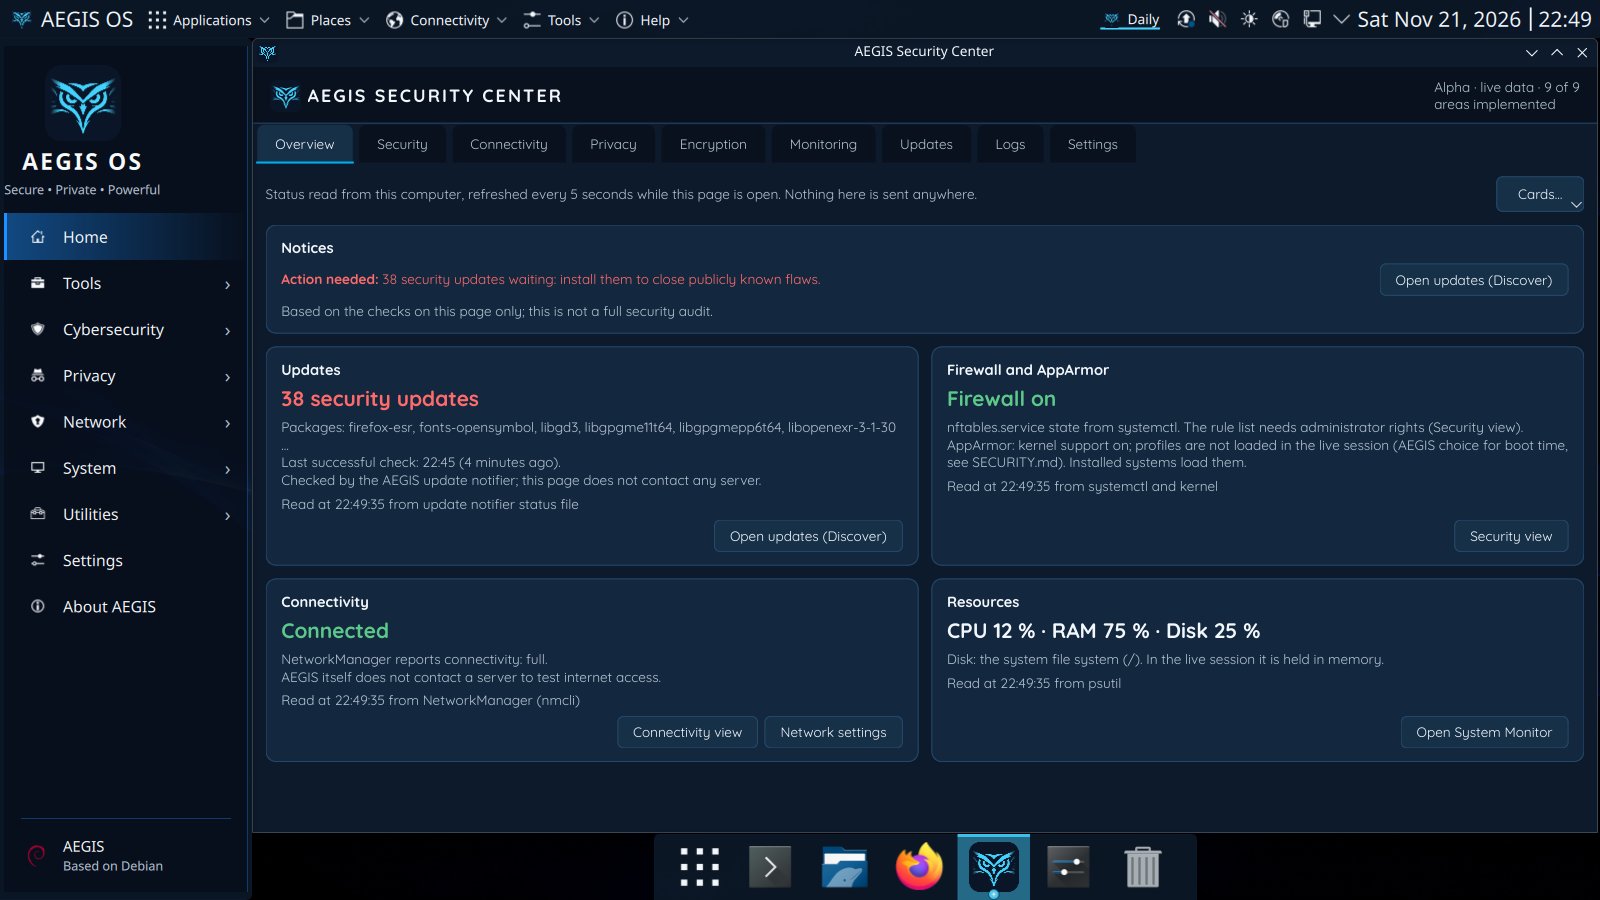 AEGIS OS
Applications
Places
Connectivity
Tools
Help
Daily
Sat Nov 21, 2026 | 22:49
AEGIS OS
Secure • Private • Powerful
Home
Tools
Cybersecurity
Privacy
Network
System
Utilities
Settings
About AEGIS
AEGIS
Based on Debian
AEGIS Security Center
AEGIS SECURITY CENTER
Alpha · live data · 9 of 9
areas implemented
Overview
Security
Connectivity
Privacy
Encryption
Monitoring
Updates
Logs
Settings
Status read from this computer, refreshed every 5 seconds while this page is open. Nothing here is sent anywhere.
Cards...
Notices
Action needed: 38 security updates waiting: install them to close publicly known flaws.
Open updates (Discover)
Based on the checks on this page only; this is not a full security audit.
Updates
38 security updates
Packages: firefox-esr, fonts-opensymbol, libgd3, libgpgme11t64, libgpgmepp6t64, libopenexr-3-1-30
...
Last successful check: 22:45 (4 minutes ago).
Checked by the AEGIS update notifier; this page does not contact any server.
Read at 22:49:35 from update notifier status file
Open updates (Discover)
Firewall and AppArmor
Firewall on
nftables.service state from systemctl. The rule list needs administrator rights (Security view).
AppArmor: kernel support on; profiles are not loaded in the live session (AEGIS choice for boot time,
see SECURITY.md). Installed systems load them.
Read at 22:49:35 from systemctl and kernel
Security view
Connectivity
Connected
NetworkManager reports connectivity: full.
AEGIS itself does not contact a server to test internet access.
Read at 22:49:35 from NetworkManager (nmcli)
Connectivity view
Network settings
Resources
CPU 12 % · RAM 75 % · Disk 25 %
Disk: the system file system (/). In the live session it is held in memory.
Read at 22:49:35 from psutil
Open System Monitor